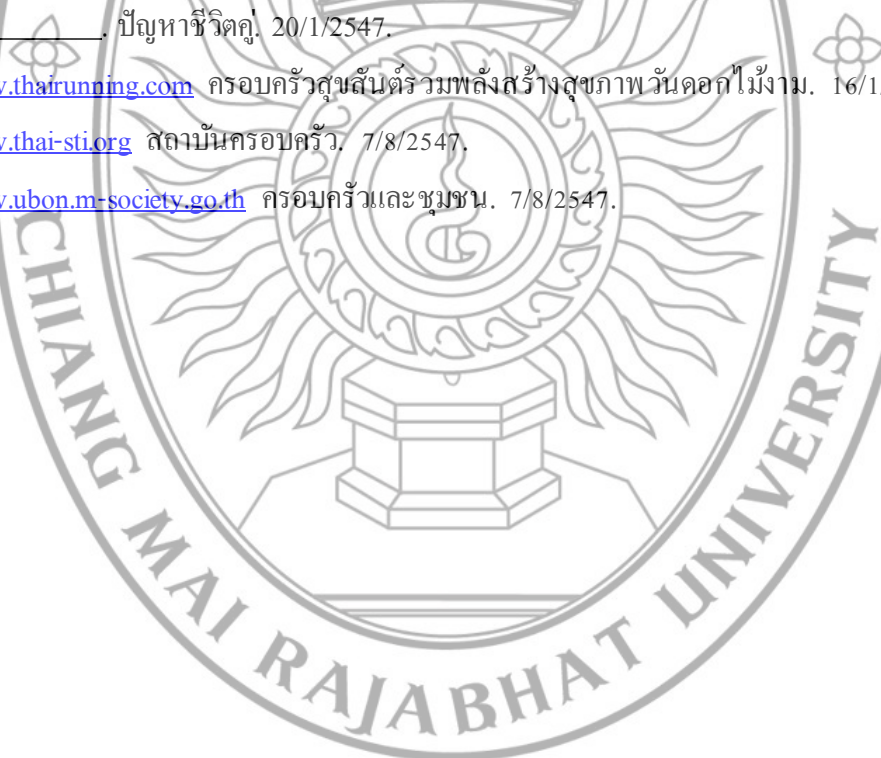 . ปัญหาชีวิตคู่. 20/1/2547.
w.thairunning.com ครอบครัวสุขสันต์รวมพลังสร้างสุขภาพ วันดอกไม้งาม. 16/1
w.thai-sti.org สถาบันครอบครัว. 7/8/2547.
w.ubon.m-society.go.th ครอบครัวและชุมชน. 7/8/2547.
CHIANG MAI RAJABHAT UNIVERSITY